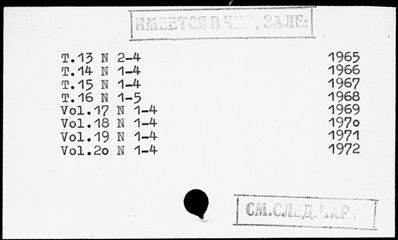 ИМЕЕТСЯ В ЧИТ. ЗАЛЕ:
T.13 N 2-4 1965
T.14 N 1-4 1966
T.15 N 1-4 1967
T.16 N 1-5 1968
Vol.17 N 1-4 1969
Vol.18 N 1-4 1970
Vol.19 N 1-4 1971
Vol.20 N 1-4 1972
СМ.СЛЕД.КАРТ